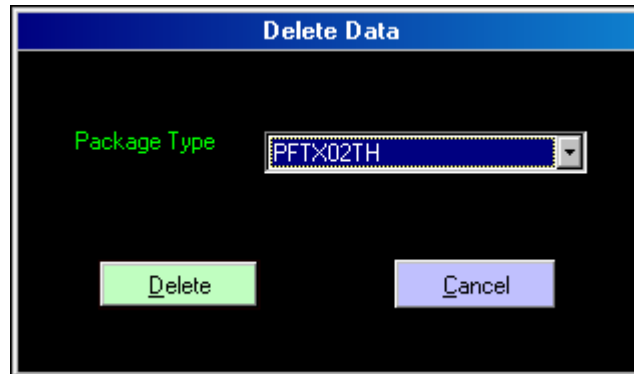 Delete Data
Package Type
PFTX02TH
Delete
Cancel